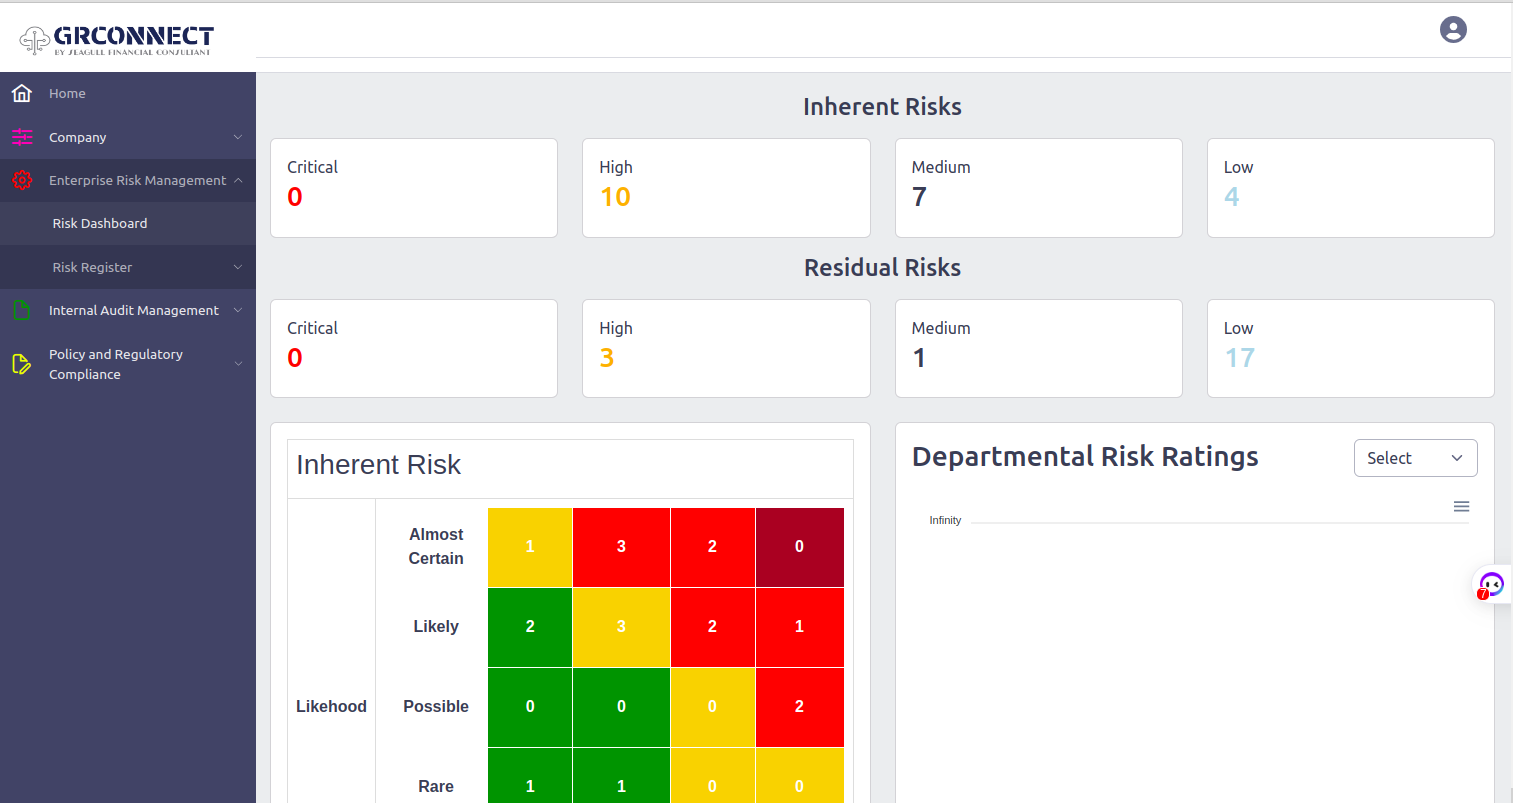 GRCONNECT
BY SEAGULL FINANCIAL CONSULTANT
Home
Company
Enterprise Risk Management
Risk Dashboard
Risk Register
Internal Audit Management
Policy and Regulatory
Compliance
Inherent Risks
Critical
0
High
10
Medium
7
Low
4
Residual Risks
Critical
0
High
3
Medium
1
Low
17
Inherent Risk
Likehood
Almost
Certain
1 3 2 0
Likely 2 3 2 1
Possible 0 0 0 2
Rare 1 1 0 0
Departmental Risk Ratings
Select
Infinity
7